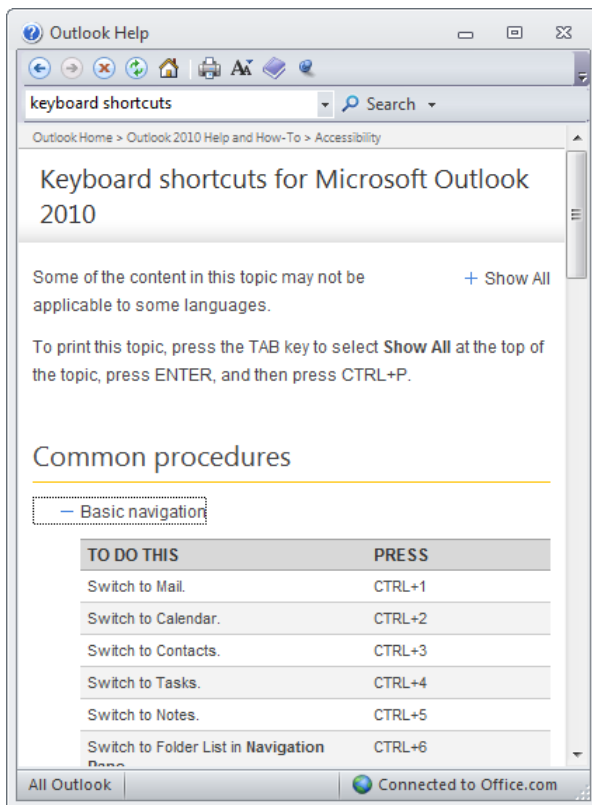 Outlook Help
keyboard shortcuts
Search
Outlook Home > Outlook 2010 Help and How-To > Accessibility
Keyboard shortcuts for Microsoft Outlook
2010
Some of the content in this topic may not be
applicable to some languages.
+ Show All
To print this topic, press the TAB key to select Show All at the top of
the topic, press ENTER, and then press CTRL+P.
Common procedures
− Basic navigation
TO DO THIS PRESS
Switch to Mail. CTRL+1
Switch to Calendar. CTRL+2
Switch to Contacts. CTRL+3
Switch to Tasks. CTRL+4
Switch to Notes. CTRL+5
Switch to Folder List in Navigation CTRL+6
All Outlook
Connected to Office.com